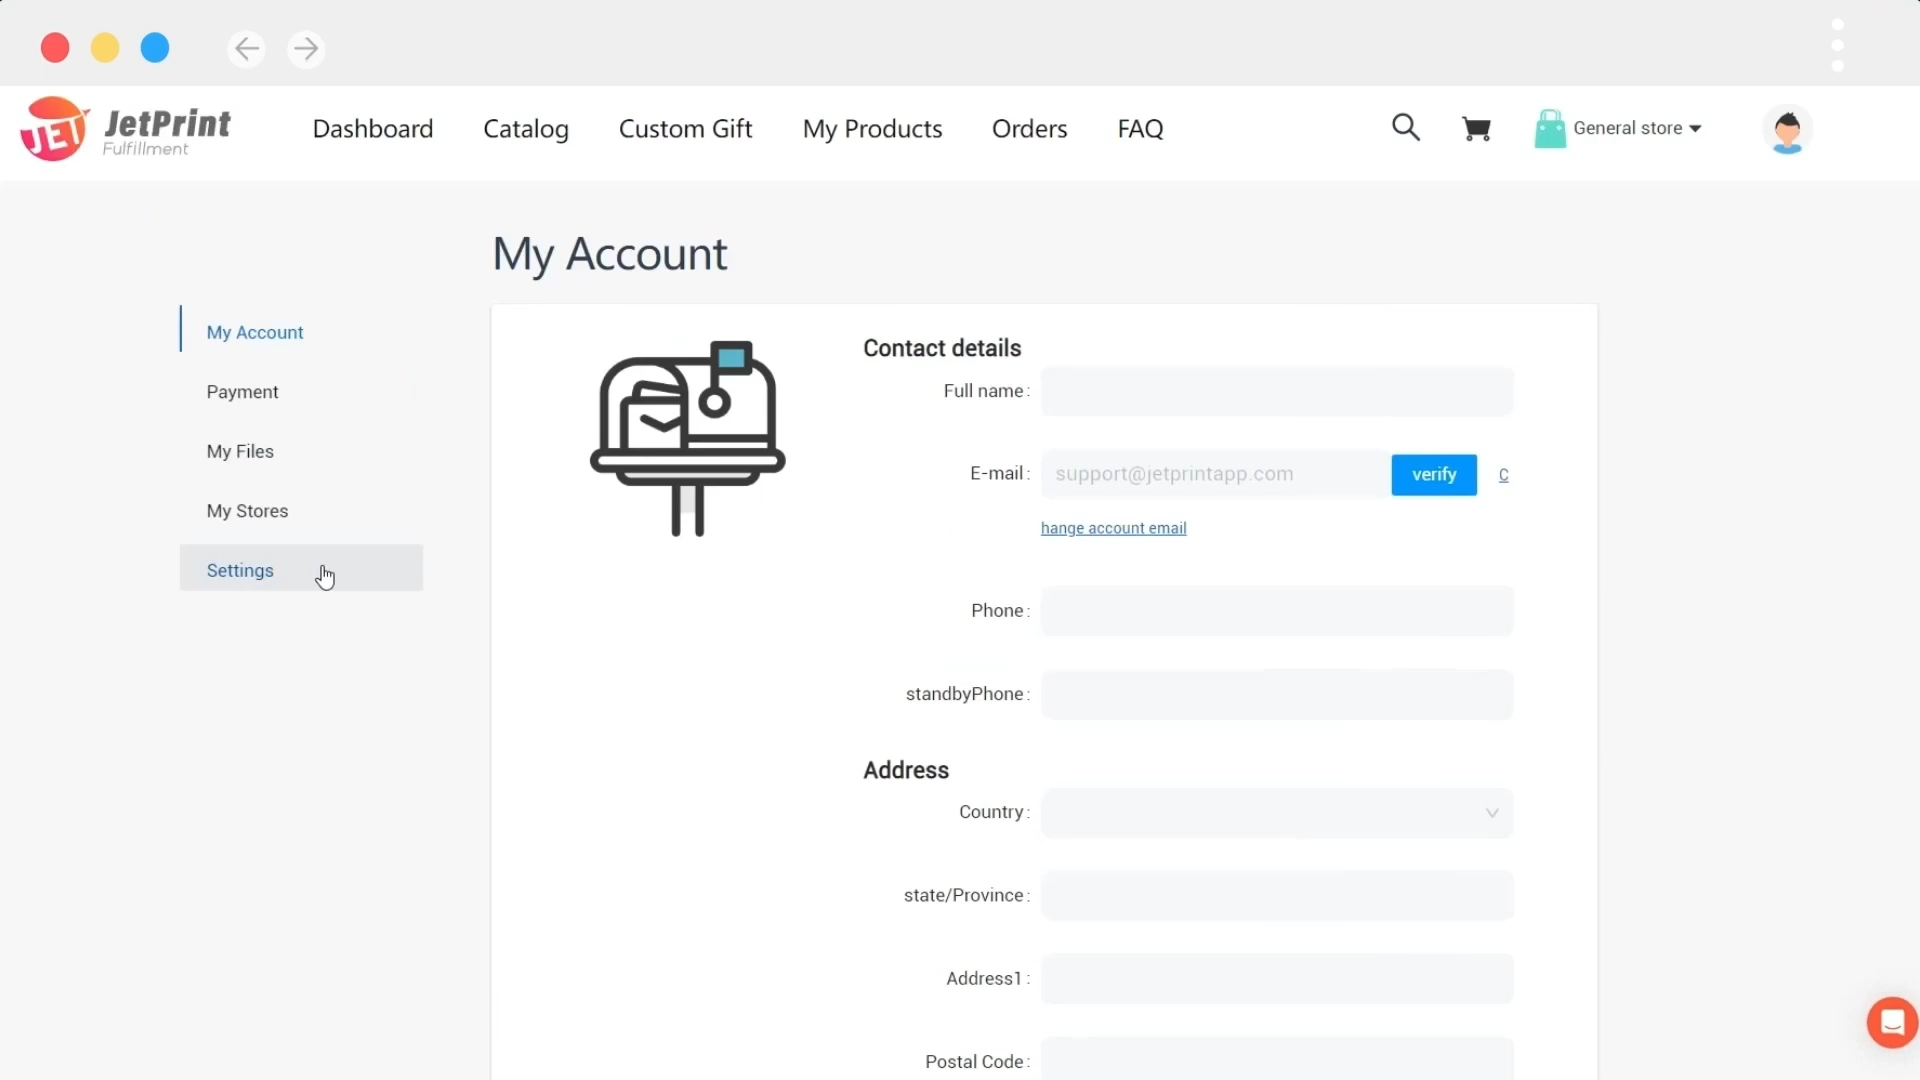 JET JetPrint
Fulfillment
Dashboard Catalog Custom Gift My Products Orders FAQ General store
My Account
My Account
Payment
My Files
My Stores
Settings
Contact details
Full name:
E-mail: support@jetprintapp.com verify C
hange account email
Phone:
standbyPhone:
Address
Country:
state/Province:
Address1:
Postal Code: